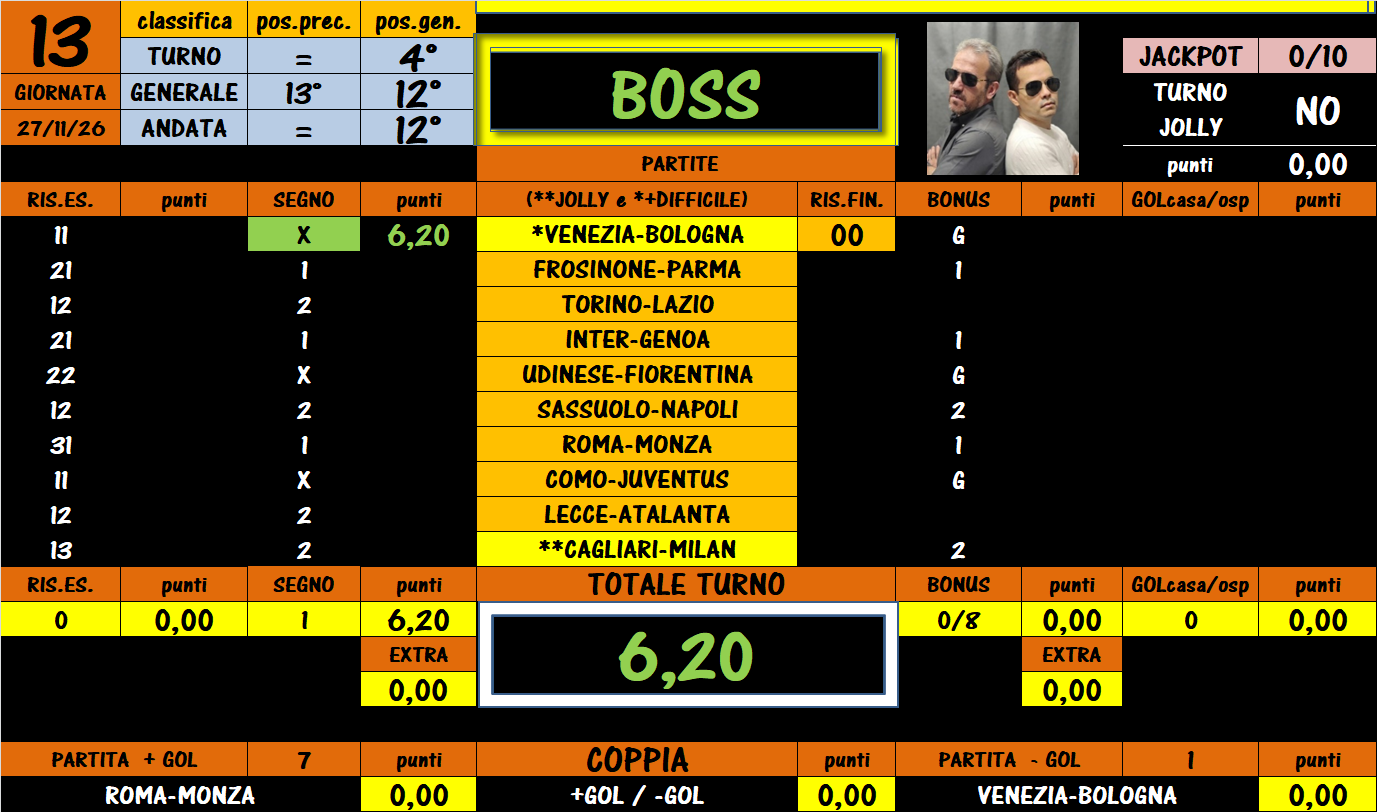 13 classifica pos.prec. pos.gen.
TURNO = 4°
BOSS
JACKPOT 0/10
GIORNATA GENERALE 13° 12°
TURNO
JOLLY NO
27/11/26 ANDATA = 12°
PARTITE
punti 0,00
RIS.ES. punti SEGNO punti (**JOLLY e *+DIFFICILE) RIS.FIN. BONUS punti GOLcasa/osp punti
11 X 6,20 *VENEZIA-BOLOGNA 00 G
21 1 FROSINONE-PARMA 1
12 2 TORINO-LAZIO
21 1 INTER-GENOA 1
22 X UDINESE-FIORENTINA G
12 2 SASSUOLO-NAPOLI 2
31 1 ROMA-MONZA 1
11 X COMO-JUVENTUS G
12 2 LECCE-ATALANTA
13 2 **CAGLIARI-MILAN 2
RIS.ES. punti SEGNO punti TOTALE TURNO BONUS punti GOLcasa/osp punti
0 0,00 1 6,20 6,20 0/8 0,00 0 0,00
EXTRA EXTRA
0,00 0,00
PARTITA + GOL 7 punti COPPIA punti PARTITA - GOL 1 punti
ROMA-MONZA 0,00 +GOL / -GOL 0,00 VENEZIA-BOLOGNA 0,00